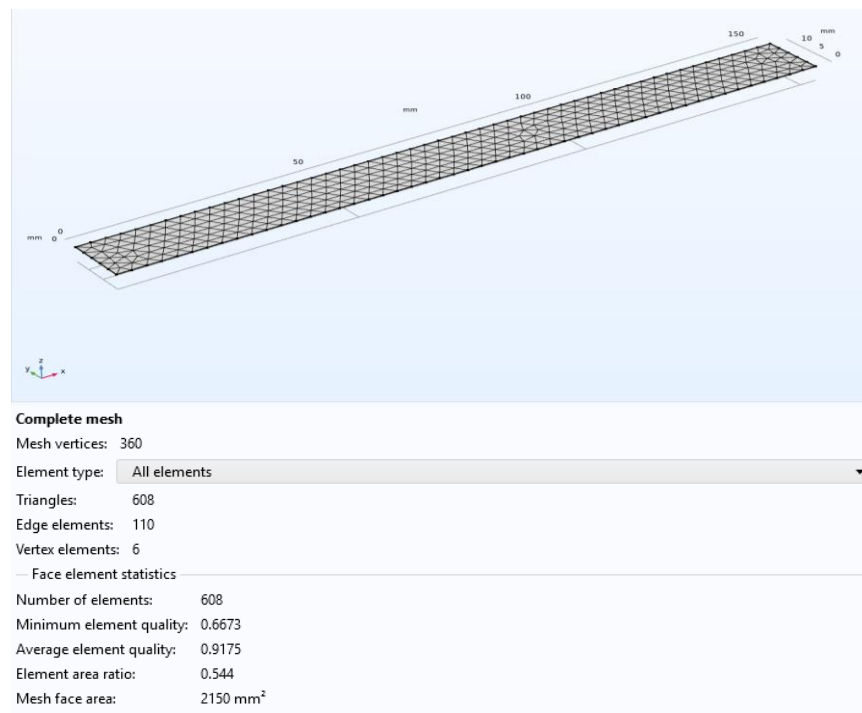 150
10
mm
5
0
100
mm
50
mm
0
0
z
y
x
Complete mesh
Mesh vertices: 360
Element type: All elements
Triangles: 608
Edge elements: 110
Vertex elements: 6
Face element statistics
Number of elements: 608
Minimum element quality: 0.6673
Average element quality: 0.9175
Element area ratio: 0.544
Mesh face area: 2150 mm²